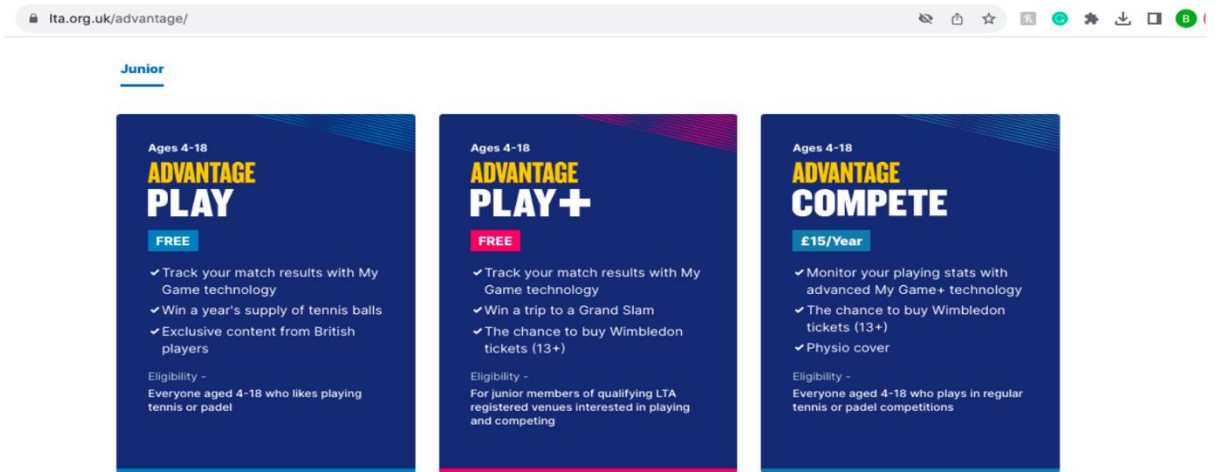 lta.org.uk/advantage/
B
Junior
Ages 4-18
ADVANTAGE
PLAY
FREE
Track your match results with My
Game technology
Win a year's supply of tennis balls
Exclusive content from British
players
Eligibility -
Everyone aged 4-18 who likes playing
tennis or padel
Ages 4-18
ADVANTAGE
PLAY+
FREE
Track your match results with My
Game technology
Win a trip to a Grand Slam
The chance to buy Wimbledon
tickets (13+)
Eligibility -
For junior members of qualifying LTA
registered venues interested in playing
and competing
Ages 4-18
ADVANTAGE
COMPETE
£15/Year
Monitor your playing stats with
advanced My Game+ technology
The chance to buy Wimbledon
tickets (13+)
Physio cover
Eligibility -
Everyone aged 4-18 who plays in regular
tennis or padel competitions